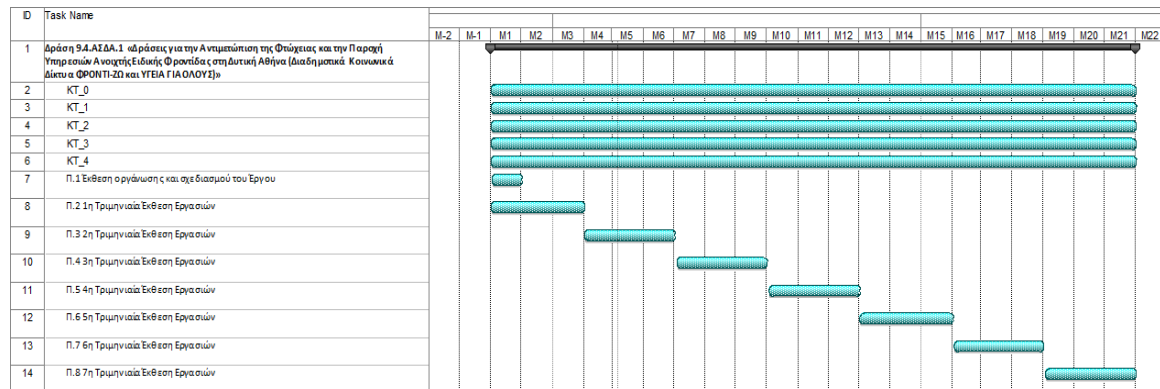 ID Task Name
M-2 M-1 M1 M2 M3 M4 M5 M6 M7 M8 M9 M10 M11 M12 M13 M14 M15 M16 M17 M18 M19 M20 M21 M22
1 Δράση 9.4.ΑΣΔΑ.1 «Δράσεις για την Αντιμετώπιση της Φτώχειας και την Παροχή
Υπηρεσιών Ανοιχτής Ειδικής Φροντίδας στη Δυτική Αθήνα (Διαδημοτικά Κοινωνικά
Δίκτυα ΦΡΟΝΤΙ-ΖΩ και ΥΓΕΙΑ ΓΙΑ ΟΛΟΥΣ)»
2 ΚΤ_0
3 ΚΤ_1
4 ΚΤ_2
5 ΚΤ_3
6 ΚΤ_4
7 Π.1 Έκθεση οργάνωσης και σχεδιασμού του Έργου
8 Π.2 1η Τριμηνιαία Έκθεση Εργασιών
9 Π.3 2η Τριμηνιαία Έκθεση Εργασιών
10 Π.4 3η Τριμηνιαία Έκθεση Εργασιών
11 Π.5 4η Τριμηνιαία Έκθεση Εργασιών
12 Π.6 5η Τριμηνιαία Έκθεση Εργασιών
13 Π.7 6η Τριμηνιαία Έκθεση Εργασιών
14 Π.8 7η Τριμηνιαία Έκθεση Εργασιών